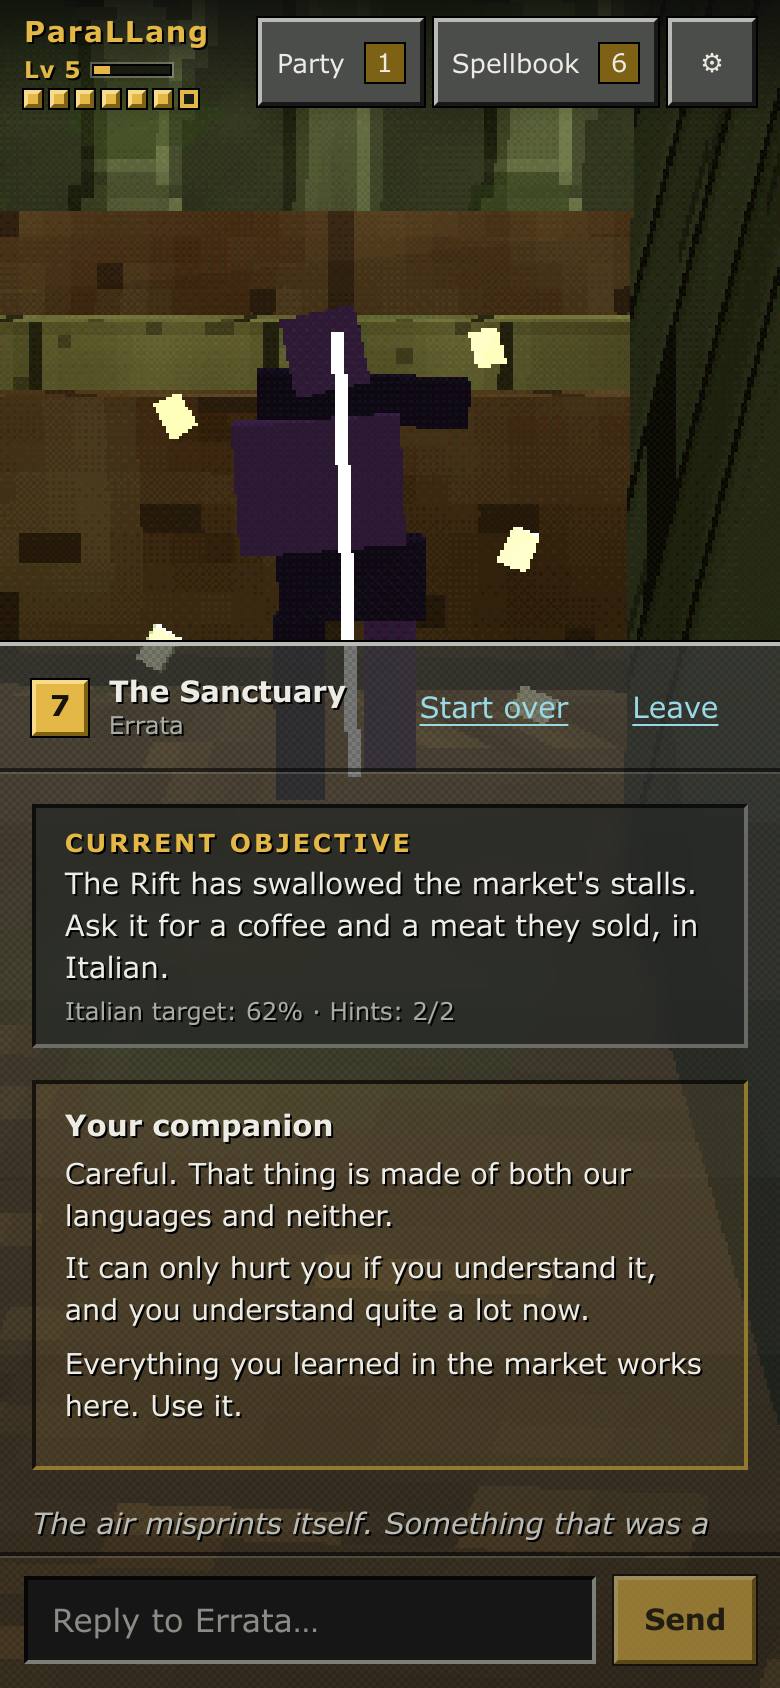 ParaLLang
Lv 5
Party 1
Spellbook 6
⚙
7
The Sanctuary
Errata
Start over
Leave
CURRENT OBJECTIVE
The Rift has swallowed the market's stalls.
Ask it for a coffee and a meat they sold, in
Italian.
Italian target: 62% · Hints: 2/2
Your companion
Careful. That thing is made of both our
languages and neither.
It can only hurt you if you understand it,
and you understand quite a lot now.
Everything you learned in the market works
here. Use it.
The air misprints itself. Something that was a
Reply to Errata…
Send